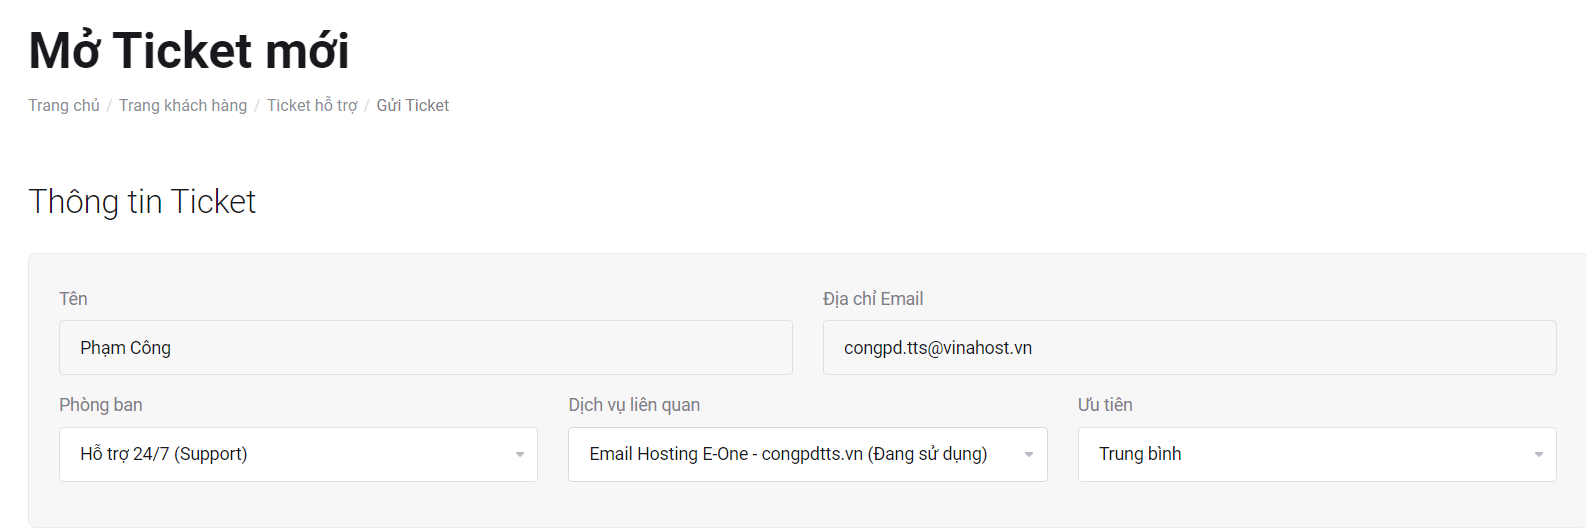 Mở Ticket mới
Trang chủ / Trang khách hàng / Ticket hỗ trợ / Gửi Ticket
Thông tin Ticket
Tên
Địa chỉ Email
Phạm Công
congpd.tts@vinahost.vn
Phòng ban
Dịch vụ liên quan
Ưu tiên
Hỗ trợ 24/7 (Support)
Email Hosting E-One - congpdtts.vn (Đang sử dụng)
Trung bình